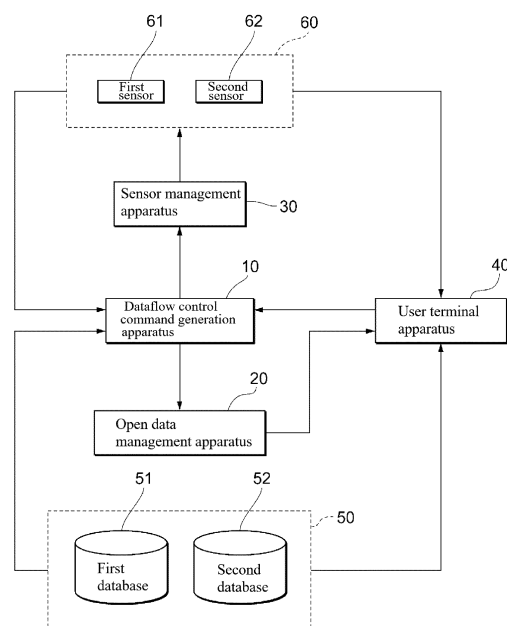 61
62
60
First
sensor
Second
sensor
Sensor management
apparatus
30
10
40
Dataflow control
command generation
apparatus
User terminal
apparatus
20
Open data
management apparatus
51
52
50
First
database
Second
database